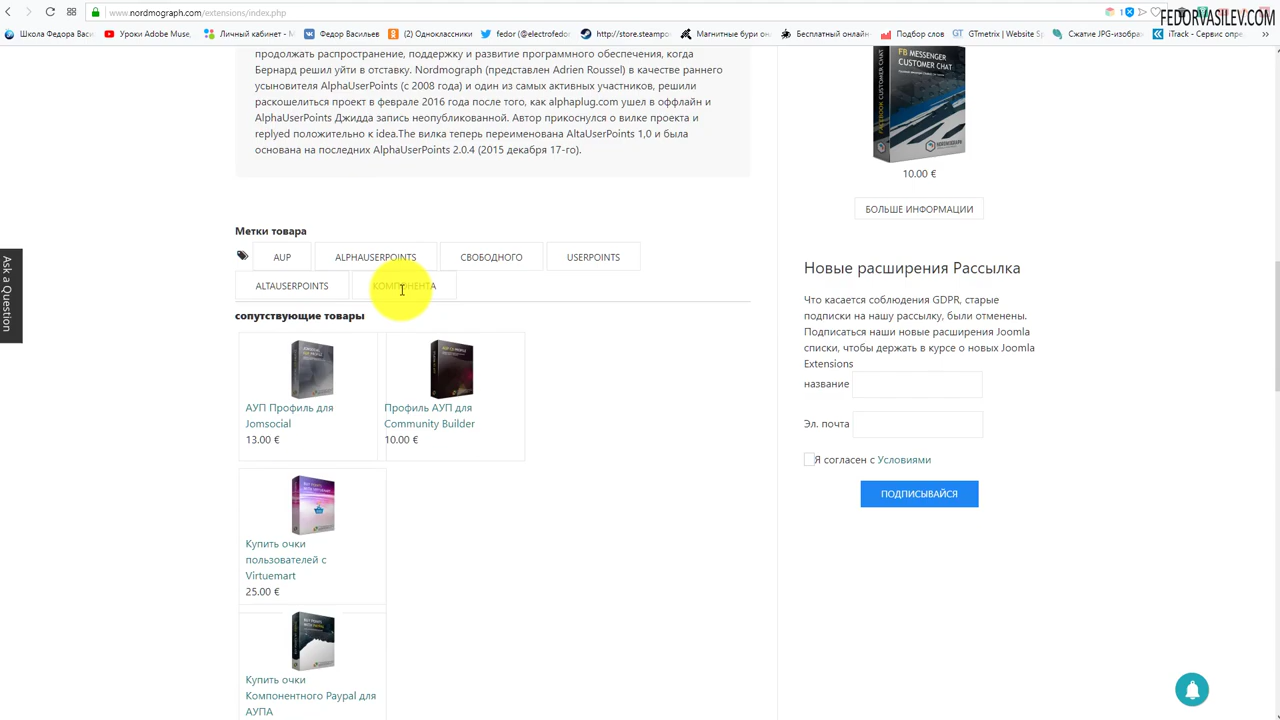 www.nordmograph.com/extensions/index.php
FEDORVASILEV.COM
Школа Федора Васи
Уроки Adobe Muse,
Личный кабинет -
Федор Васильев
(2) Одноклассники
fedor (@electrofedo
http://store.steampo
Магнитные бури он
Бесплатный онлайн
Подбор слов
GTmetrix | Website Sp
Сжатие JPG-изобра
iTrack - Сервис опре
продолжать распространение, поддержку и развитие программного обеспечения, когда
Бернард решил уйти в отставку. Nordmograph (представлен Adrien Roussel) в качестве раннего
усыновителя AlphaUserPoints (с 2008 года) и один из самых активных участников, решили
раскошелиться проект в феврале 2016 года после того, как alphaplug.com ушел в оффлайн и
AlphaUserPoints Джидда запись неопубликованной. Автор прикоснулся о вилке проекта и
replyed положительно к idea.The вилка теперь переименована AltaUserPoints 1,0 и была
основана на последних AlphaUserPoints 2.0.4 (2015 декабря 17-го).
Метки товара
AUP
ALPHAUSERPOINTS
СВОБОДНОГО
USERPOINTS
ALTAUSERPOINTS
КОМПОНЕНТА
сопутствующие товары
АУП Профиль для
Jomsocial
13.00 €
Профиль АУП для
Community Builder
10.00 €
Купить очки
пользователей с
Virtuemart
25.00 €
Купить очки
Компонентного Paypal для
АУПА
FB MESSENGER
CUSTOMER CHAT
FACEBOOK CUSTOMER CHAT
10.00 €
БОЛЬШЕ ИНФОРМАЦИИ
Новые расширения Рассылка
Что касается соблюдения GDPR, старые
подписки на нашу рассылку, были отменены.
Подписаться наши новые расширения Joomla
списки, чтобы держать в курсе о новых Joomla
Extensions
название
Эл. почта
Я согласен с Условиями
ПОДПИСЫВАЙСЯ
Ask a Question